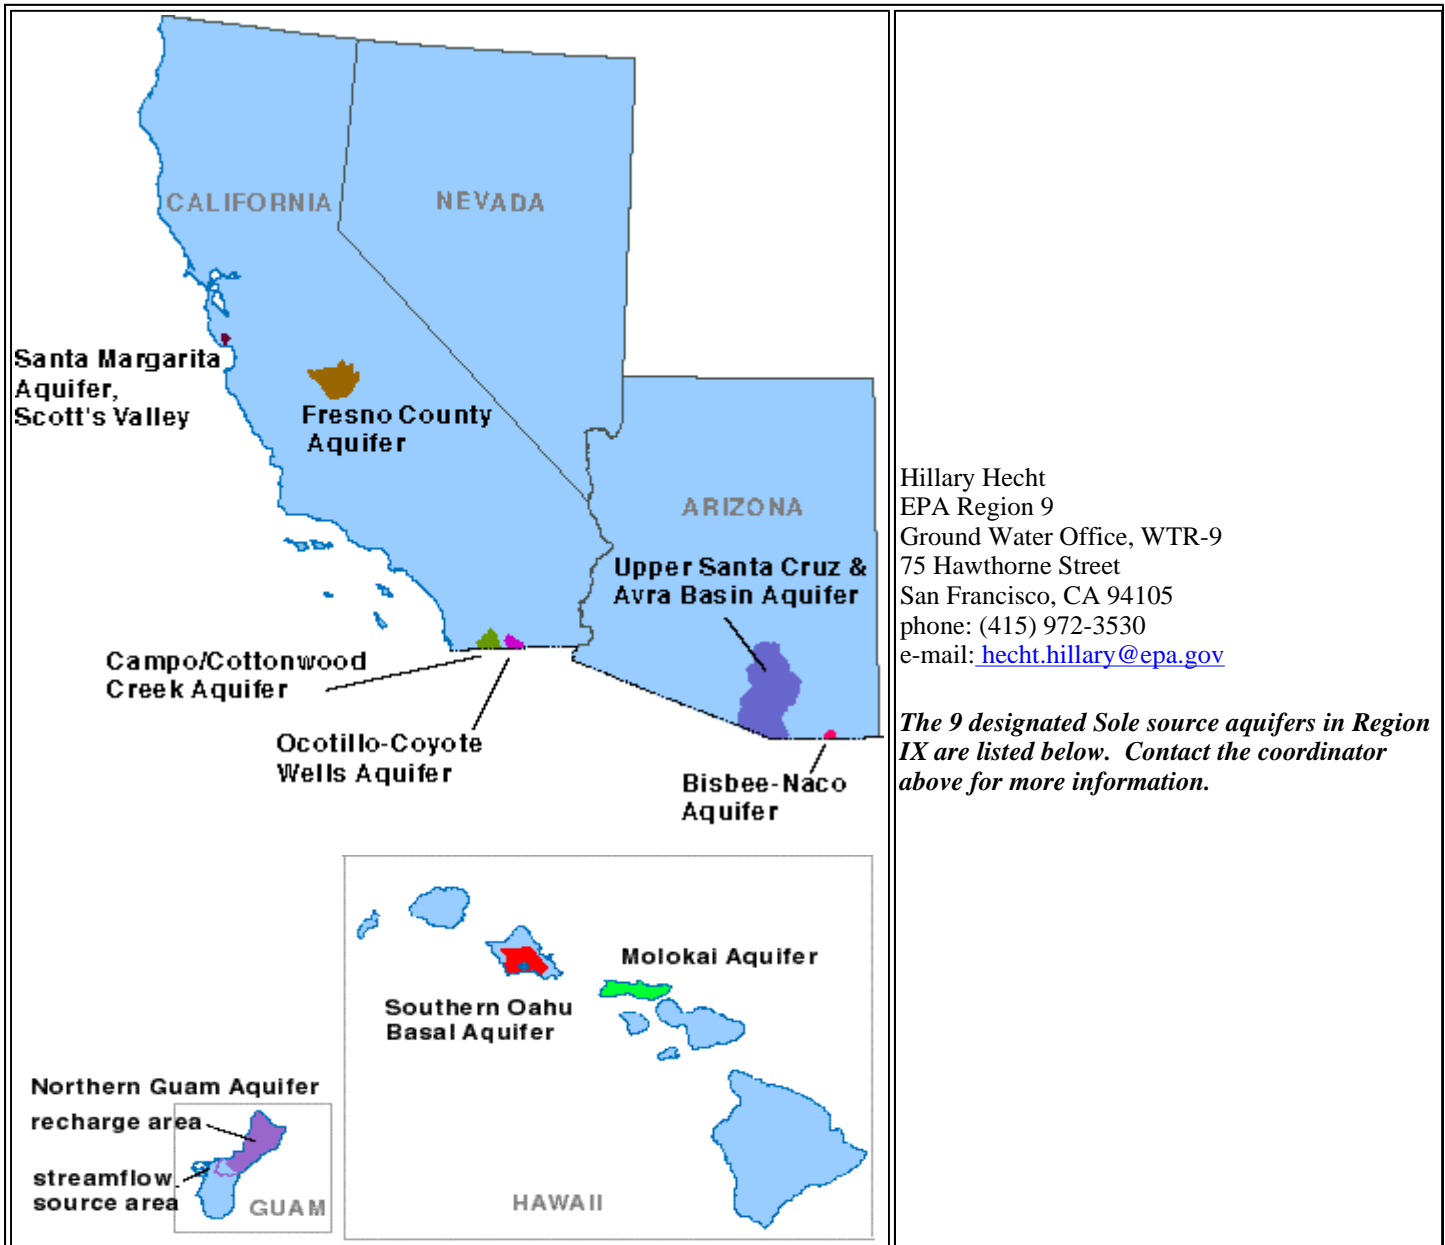 CALIFORNIA
NEVADA
Santa Margarita
Aquifer,
Scott's Valley
Fresno County
Aquifer
ARIZONA
Upper Santa Cruz &
Avra Basin Aquifer
Campo/Cottonwood
Creek Aquifer
Ocotillo-Coyote
Wells Aquifer
Bisbee-Naco
Aquifer
Molokai Aquifer
Southern Oahu
Basal Aquifer
HAWAII
Northern Guam Aquifer
recharge area
streamflow
source area
GUAM
Hillary Hecht
EPA Region 9
Ground Water Office, WTR-9
75 Hawthorne Street
San Francisco, CA 94105
phone: (415) 972-3530
e-mail: hecht.hillary@epa.gov
The 9 designated Sole source aquifers in Region
IX are listed below.  Contact the coordinator
above for more information.